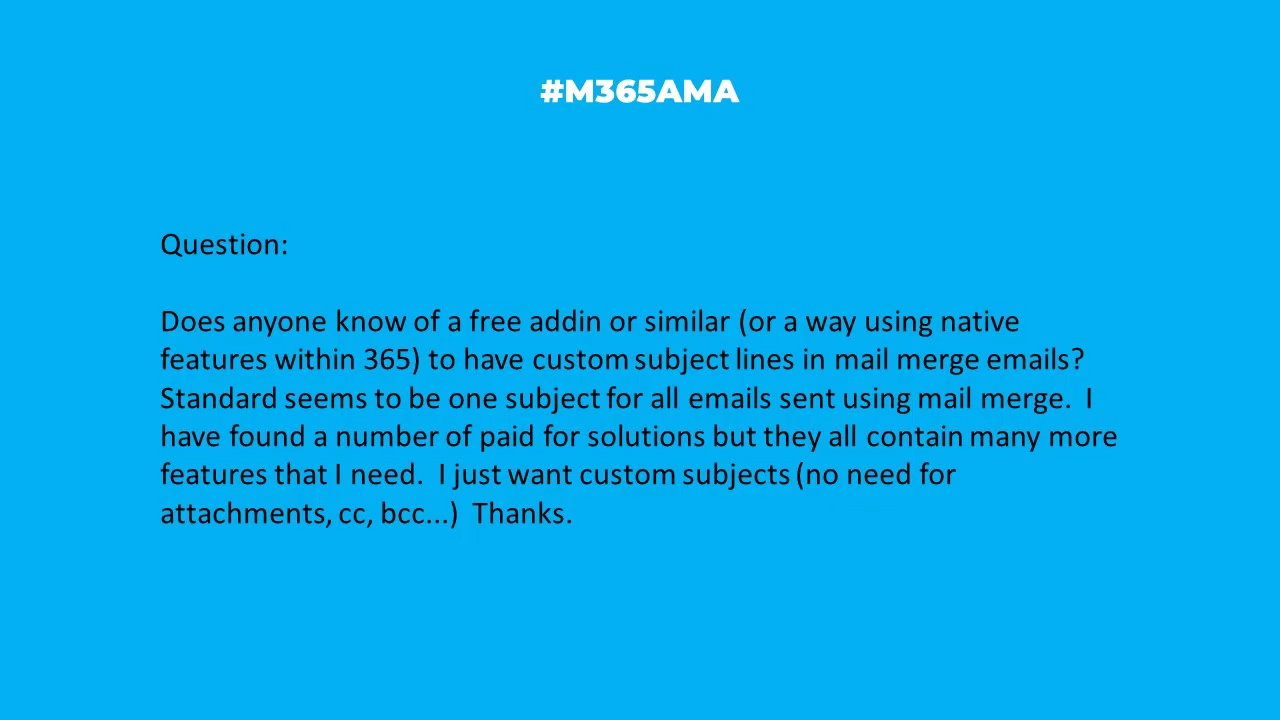 #M365AMA
Question:
Does anyone know of a free addin or similar (or a way using native
features within 365) to have custom subject lines in mail merge emails?
Standard seems to be one subject for all emails sent using mail merge.  I
have found a number of paid for solutions but they all contain many more
features that I need.  I just want custom subjects (no need for
attachments, cc, bcc...)  Thanks.